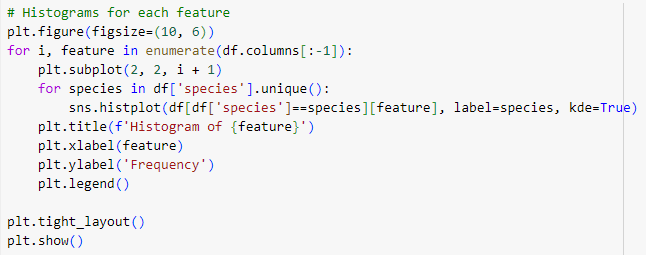 # Histograms for each feature
plt.figure(figsize=(10, 6))
for i, feature in enumerate(df.columns[:-1]):
    plt.subplot(2, 2, i + 1)
    for species in df['species'].unique():
        sns.histplot(df[df['species']==species][feature], label=species, kde=True)
    plt.title(f'Histogram of {feature}')
    plt.xlabel(feature)
    plt.ylabel('Frequency')
    plt.legend()

plt.tight_layout()
plt.show()